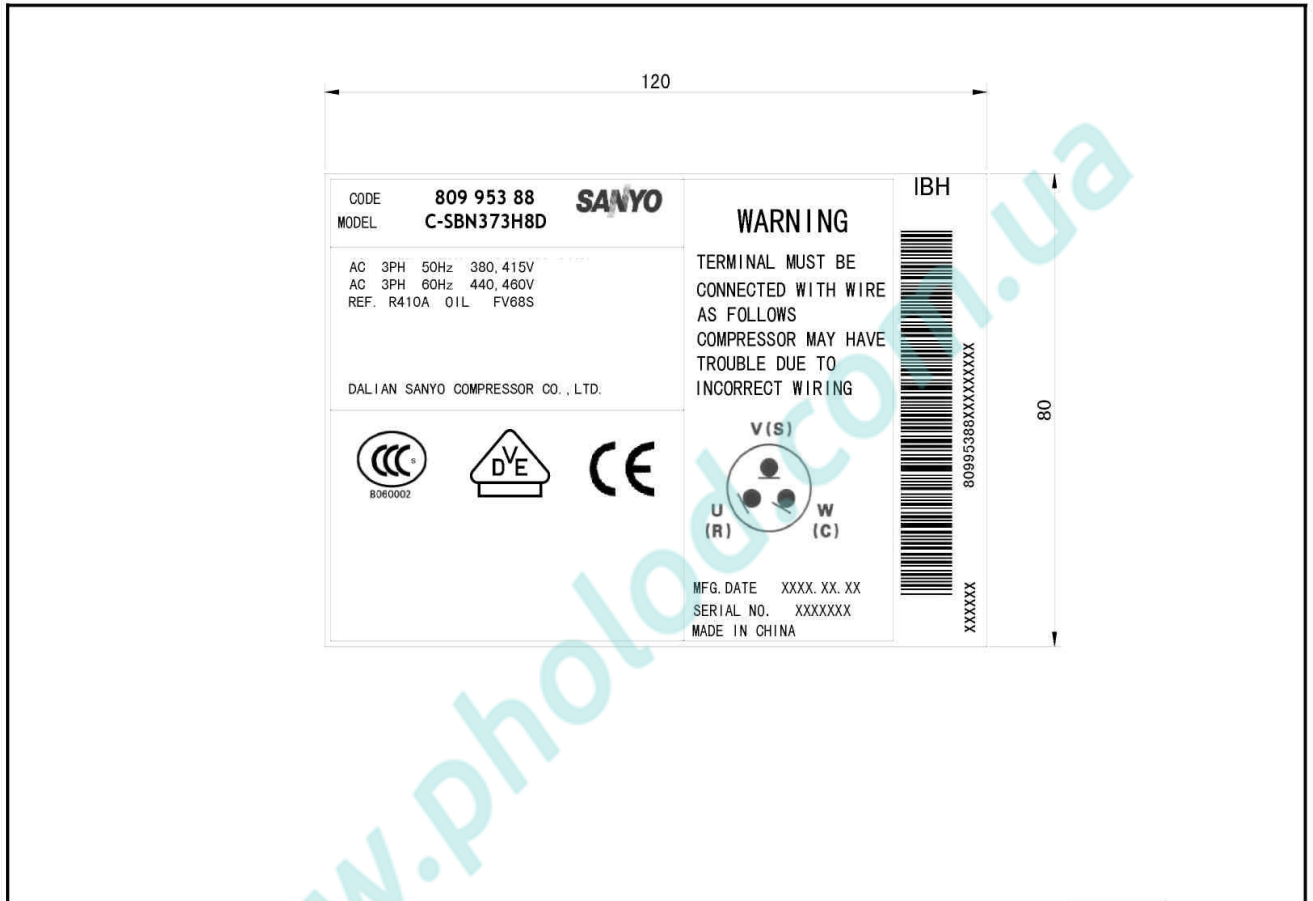 120
CODE 809 953 88 SANYO
MODEL C-SBN373H8D
AC 3PH 50Hz 380,415V
AC 3PH 60Hz 440,460V
REF. R410A OIL FV68S
DALIAN SANYO COMPRESSOR CO.,LTD.
CCC S
B060002
DVE
CE
WARNING
TERMINAL MUST BE
CONNECTED WITH WIRE
AS FOLLOWS
COMPRESSOR MAY HAVE
TROUBLE DUE TO
INCORRECT WIRING
V(S)
U
(R)
W
(C)
MFG.DATE XXXX.XX.XX
SERIAL NO. XXXXXXX
MADE IN CHINA
IBH
80995388XXXXXXXXXXX
XXXXXX
80
w.pholod.com.ua